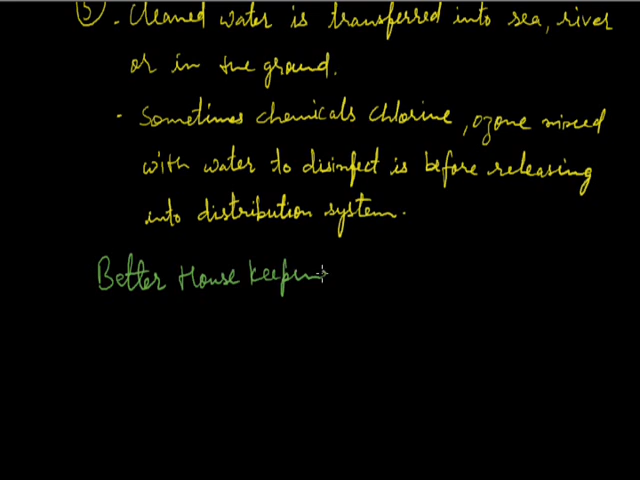 (5) . Cleaned water is transferred into sea, river
or in the ground.
. Sometimes chemicals chlorine, ozone mixed
with water to disinfect is before releasing
into distribution system.
Better House keepin